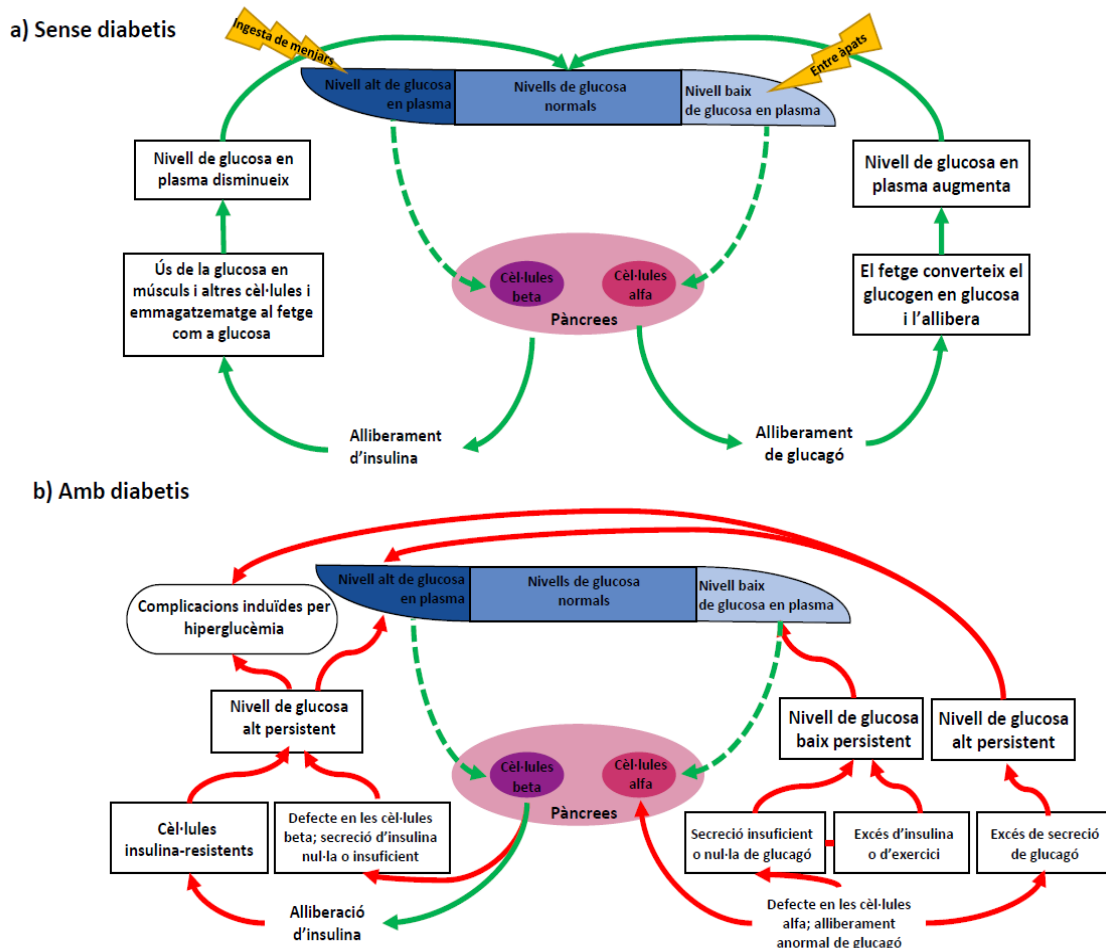 a) Sense diabetis
Ingesta de menjars
Entre àpats
Nivell alt de glucosa
en plasma
Nivells de glucosa
normals
Nivell baix
de glucosa en plasma
Nivell de glucosa en
plasma disminueix
Nivell de glucosa en
plasma augmenta
Ús de la glucosa en
músculs i altres cèl·lules i
emmagatzematge al fetge
com a glucosa
Cèl·lules
beta
Cèl·lules
alfa
Pàncrees
El fetge converteix el
glucogen en glucosa
i l'allibera
Alliberament
d'insulina
Alliberament
de glucagó
b) Amb diabetis
Nivell alt de glucosa
en plasma
Nivells de glucosa
normals
Nivell baix
de glucosa en plasma
Complicacions induïdes per
hiperglucèmia
Nivell de glucosa
alt persistent
Nivell de glucosa
baix persistent
Nivell de glucosa
alt persistent
Cèl·lules
beta
Cèl·lules
alfa
Pàncrees
Cèl·lules
insulina-resistents
Defecte en les cèl·lules
beta; secreció d'insulina
nul·la o insuficient
Secreció insuficient
o nul·la de glucagó
Excés d'insulina
o d'exercici
Excés de secreció
de glucagó
Alliberació
d'insulina
Defecte en les cèl·lules
alfa; alliberament
anormal de glucagó